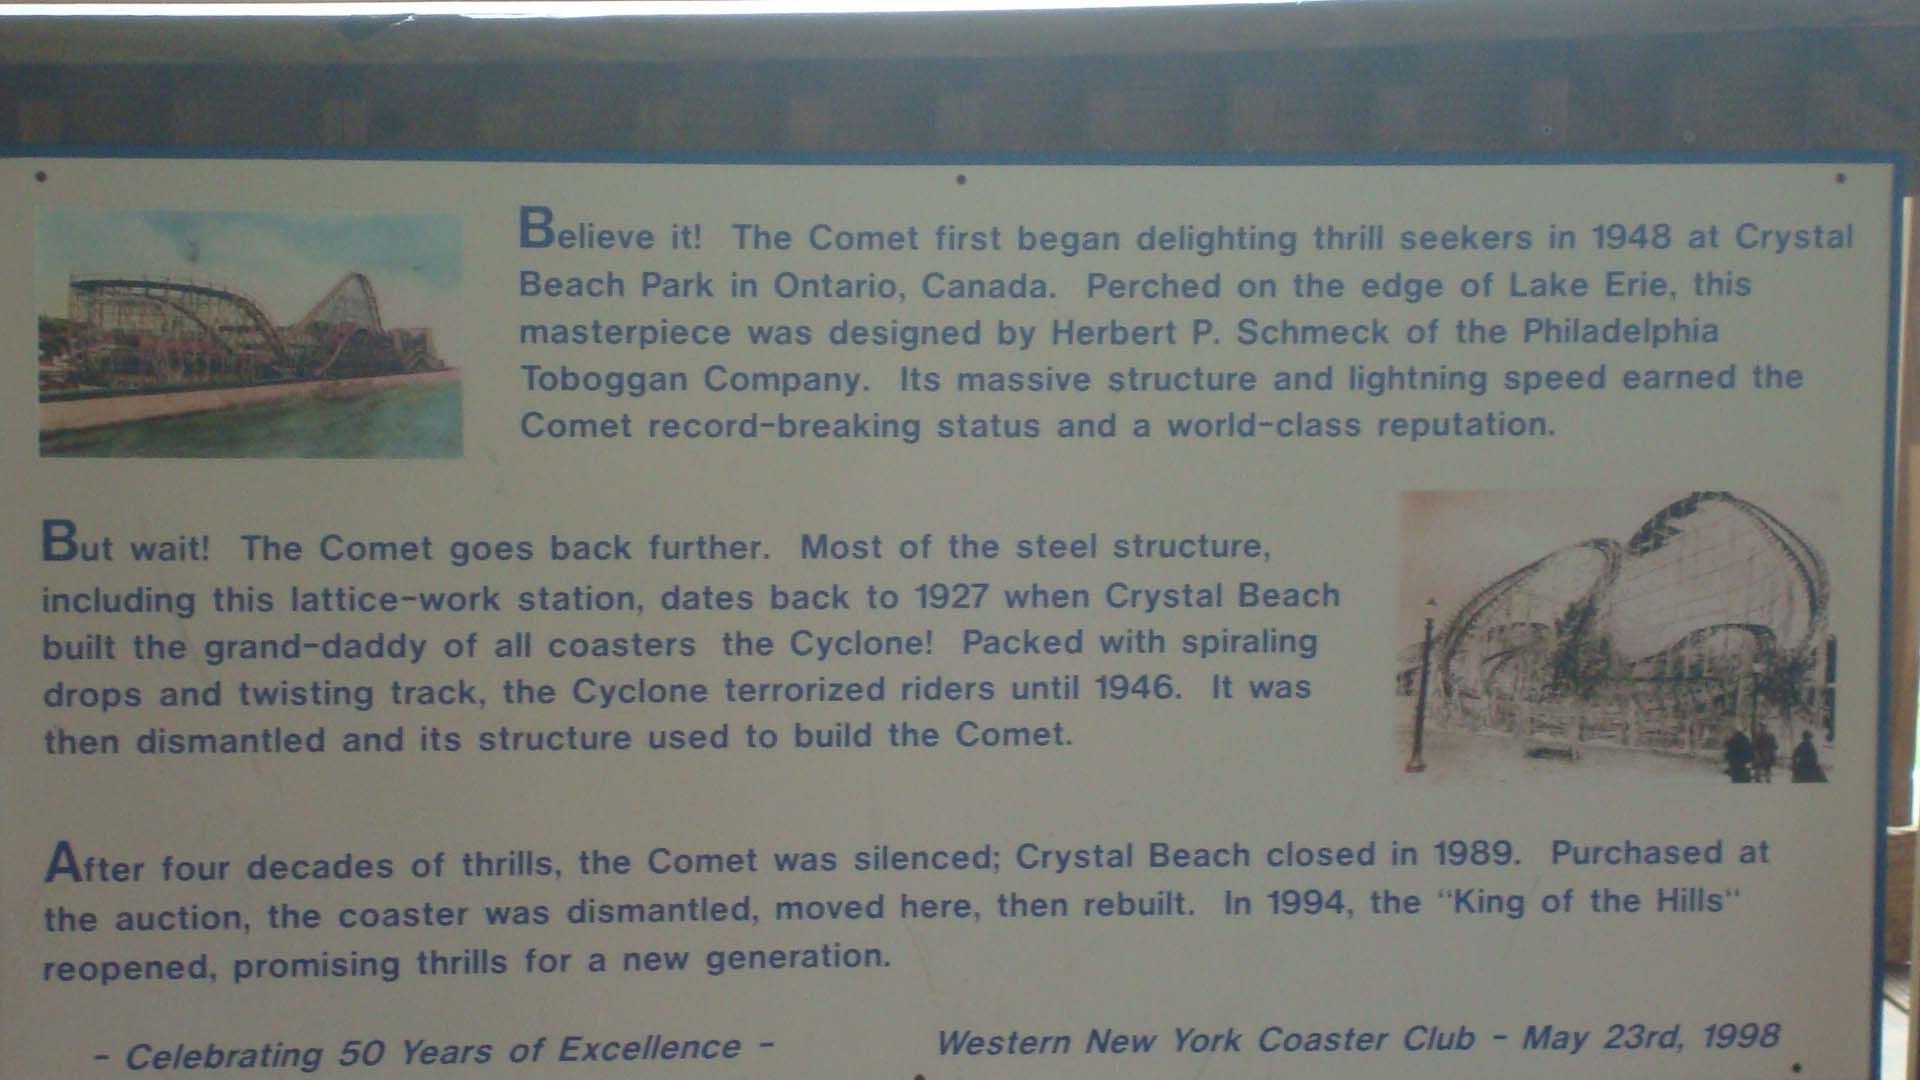 Believe it! The Comet first began delighting thrill seekers in 1948 at Crystal
Beach Park in Ontario, Canada. Perched on the edge of Lake Erie, this
masterpiece was designed by Herbert P. Schmeck of the Philadelphia
Toboggan Company. Its massive structure and lightning speed earned the
Comet record-breaking status and a world-class reputation.
But wait! The Comet goes back further. Most of the steel structure,
including this lattice-work station, dates back to 1927 when Crystal Beach
built the grand-daddy of all coasters the Cyclone! Packed with spiraling
drops and twisting track, the Cyclone terrorized riders until 1946. It was
then dismantled and its structure used to build the Comet.
After four decades of thrills, the Comet was silenced; Crystal Beach closed in 1989. Purchased at
the auction, the coaster was dismantled, moved here, then rebuilt. In 1994, the “King of the Hills“
reopened, promising thrills for a new generation.
- Celebrating 50 Years of Excellence -
Western New York Coaster Club - May 23rd, 1998